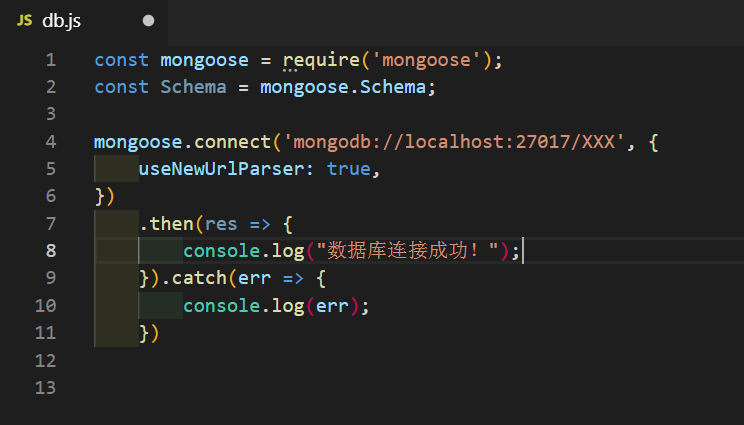 JS db.js
1 const mongoose = require('mongoose');
2 const Schema = mongoose.Schema;
3
4 mongoose.connect('mongodb://localhost:27017/XXX', {
5     useNewUrlParser: true,
6 })
7     .then(res => {
8         console.log("数据库连接成功！");
9     }).catch(err => {
10         console.log(err);
11     })
12
13